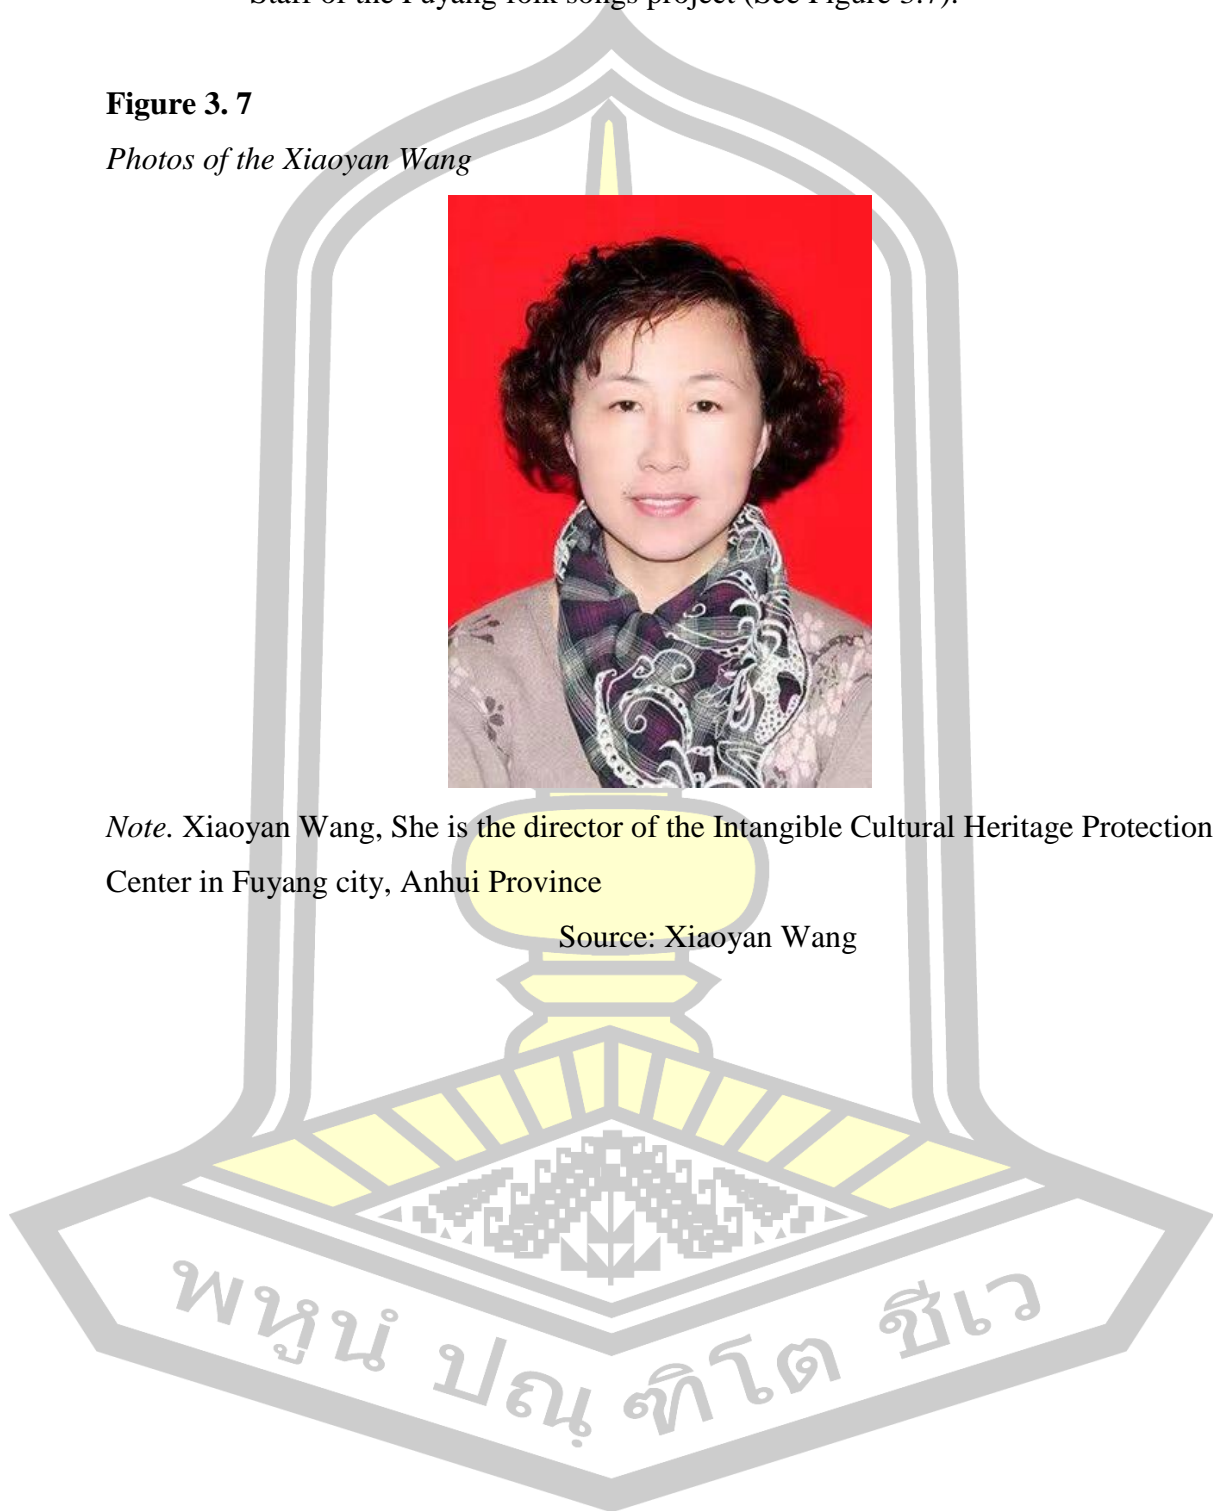 Staff of the Fuyang folk songs project (See Figure 3.7).
Figure 3. 7
Photos of the Xiaoyan Wang
Note. Xiaoyan Wang, She is the director of the Intangible Cultural Heritage Protection
Center in Fuyang city, Anhui Province
Source: Xiaoyan Wang
พหูนํ ปณฺฑิโต ชีเว